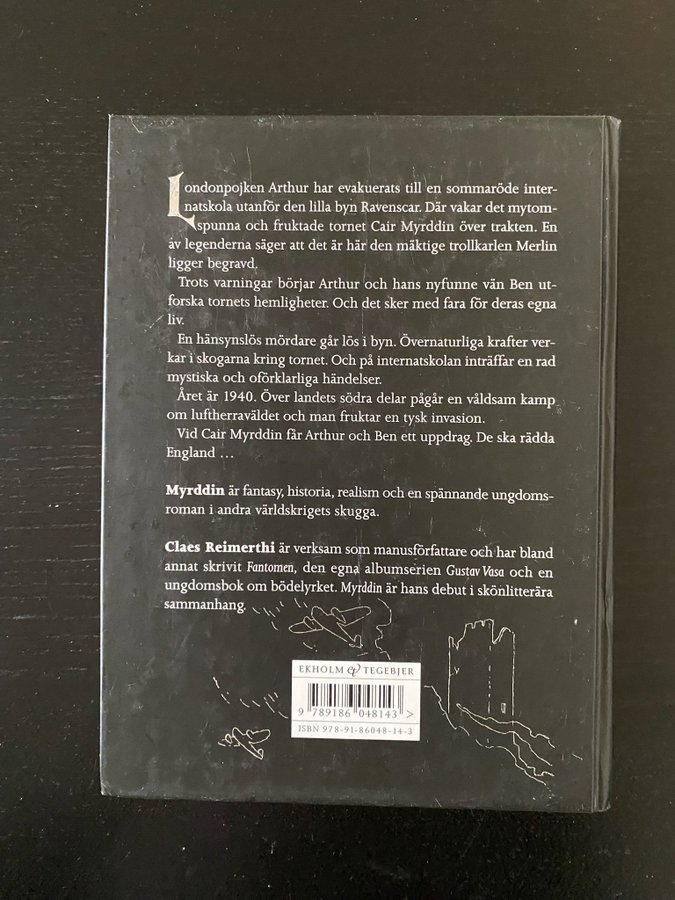 Londonpojken Arthur har evakuerats till en sommaröde inter-
natskola utanför den lilla byn Ravenscar. Där vakar det mytom-
spunna och fruktade tornet Cair Myrddin över trakten. En
av legenderna säger att det är här den mäktige trollkarlen Merlin
ligger begravd.
Trots varningar börjar Arthur och hans nyfunne vän Ben ut-
forska tornets hemligheter. Och det sker med fara för deras egna
liv.
En hänsynslös mördare går lös i byn. Övernaturliga krafter ver-
kar i skogarna kring tornet. Och på internatskolan inträffar en rad
mystiska och oförklarliga händelser.
Året är 1940. Över landets södra delar pågår en våldsam kamp
om luftherraväldet och man fruktar en tysk invasion.
Vid Cair Myrddin får Arthur och Ben ett uppdrag. De ska rädda
England ...
Myrddin är fantasy, historia, realism och en spännande ungdoms-
roman i andra världskrigets skugga.
Claes Reimerthi är verksam som manusförfattare och har bland
annat skrivit Fantomen, den egna albumserien Gustav Vasa och en
ungdomsbok om bödelyrket. Myrddin är hans debut i skönlitterära
sammanhang.
EKHOLM & TEGEBJER
9 789186 048143 >
ISBN 978-91-86048-14-3